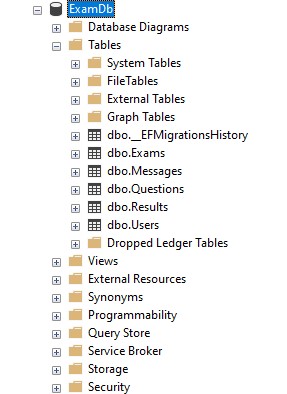 ExamDb
Database Diagrams
Tables
System Tables
FileTables
External Tables
Graph Tables
dbo.__EFMigrationsHistory
dbo.Exams
dbo.Messages
dbo.Questions
dbo.Results
dbo.Users
Dropped Ledger Tables
Views
External Resources
Synonyms
Programmability
Query Store
Service Broker
Storage
Security